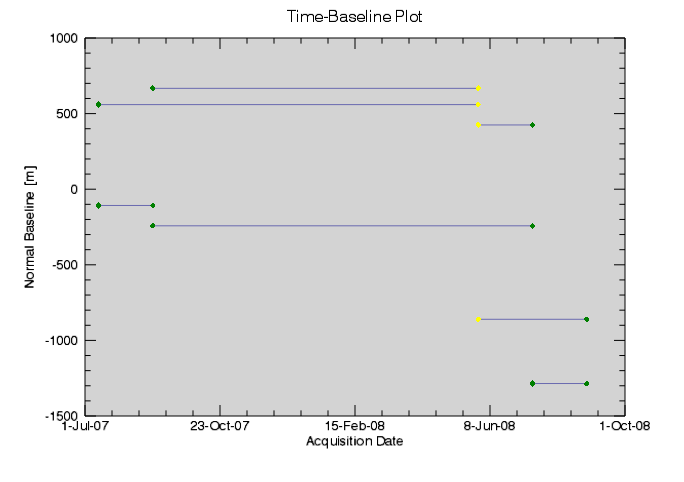 Time-Baseline Plot
1000
500
0
-500
-1000
-1500
Normal Baseline [m]
1-Jul-07 23-Oct-07 15-Feb-08 8-Jun-08 1-Oct-08
Acquisition Date